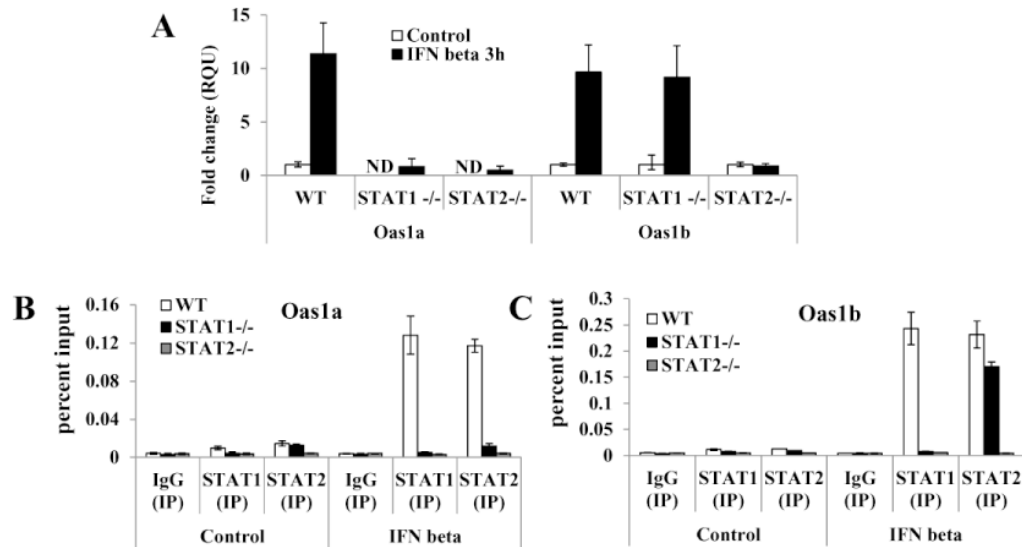 A
Fold change (RQU)
15
10
5
0
Control
IFN beta 3h
ND
ND
WT
STAT1 -/-
STAT2-/-
WT
STAT1 -/-
STAT2-/-
Oas1a
Oas1b
B
percent input
0.16
0.12
0.08
0.04
0
WT
STAT1-/-
STAT2-/-
Oas1a
IgG
(IP)
STAT1
(IP)
STAT2
(IP)
IgG
(IP)
STAT1
(IP)
STAT2
(IP)
Control
IFN beta
C
percent input
0.3
0.25
0.2
0.15
0.1
0.05
0
WT
STAT1-/-
STAT2-/-
Oas1b
IgG
(IP)
STAT1
(IP)
STAT2
(IP)
IgG
(IP)
STAT1
(IP)
STAT2
(IP)
Control
IFN beta